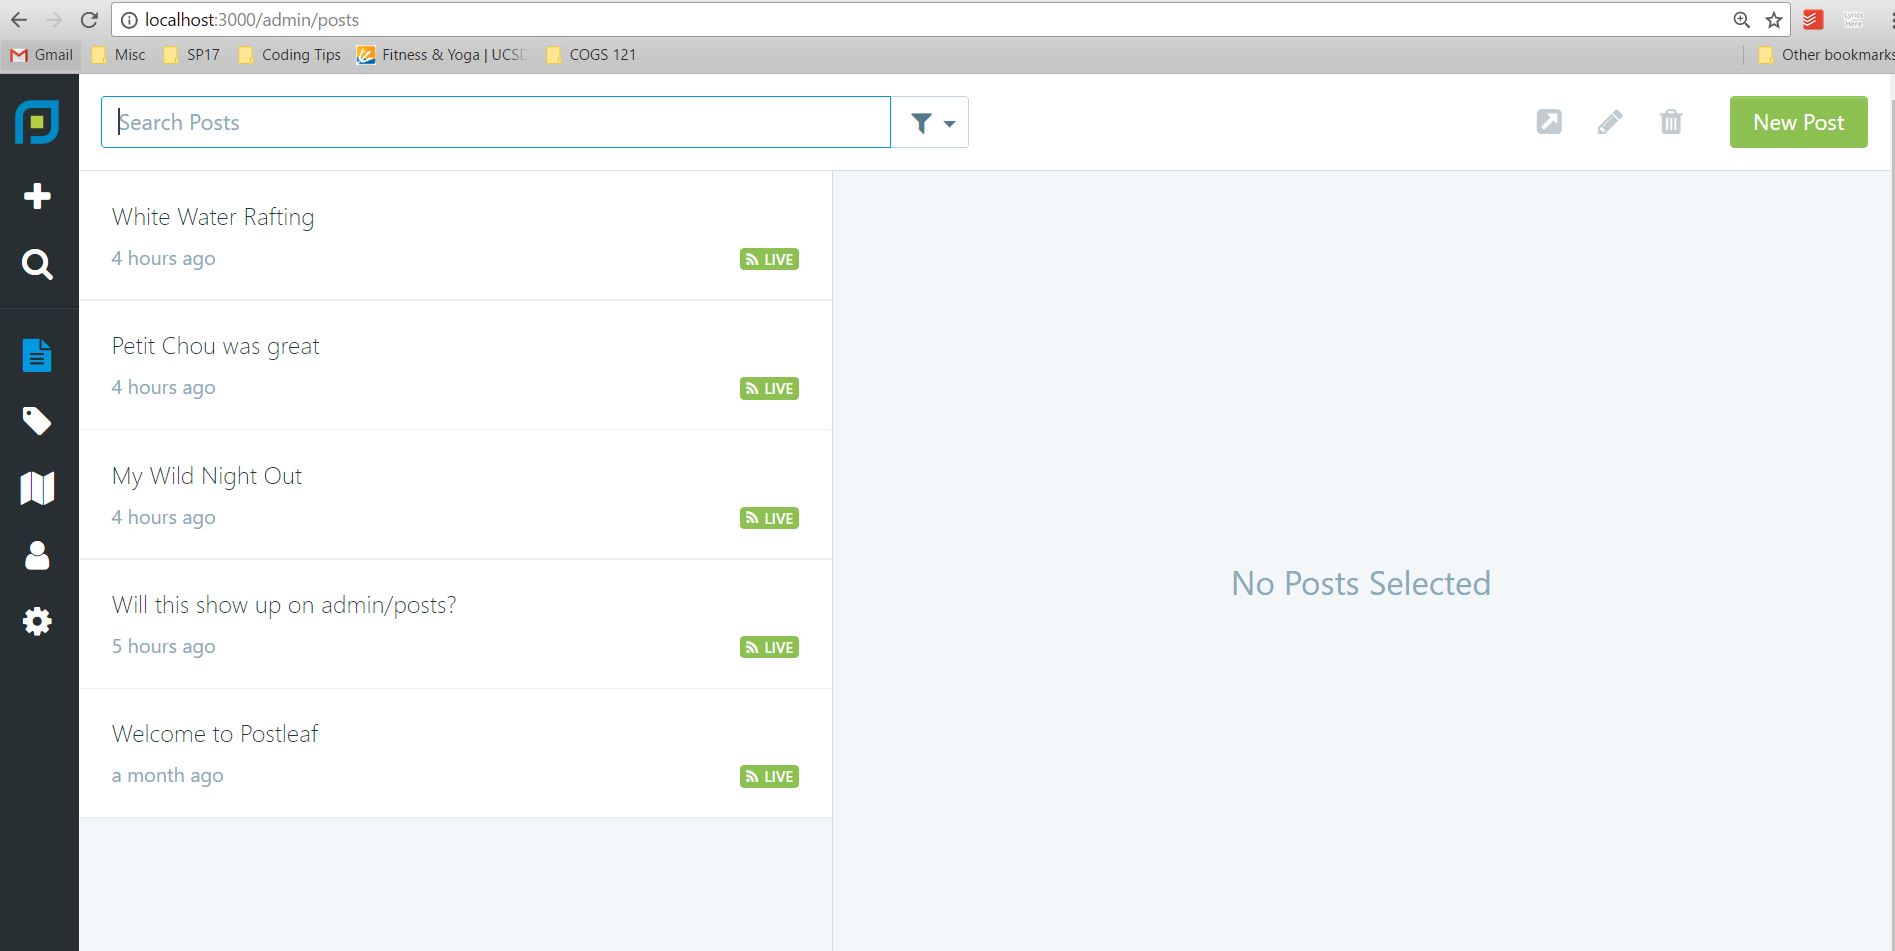 localhost:3000/admin/posts
Lyrics
Here
Gmail Misc SP17 Coding Tips Fitness & Yoga | UCSD COGS 121 Other bookmarks
Search Posts
New Post
White Water Rafting
4 hours ago
LIVE
Petit Chou was great
4 hours ago
LIVE
My Wild Night Out
4 hours ago
LIVE
Will this show up on admin/posts?
5 hours ago
LIVE
Welcome to Postleaf
a month ago
LIVE
No Posts Selected